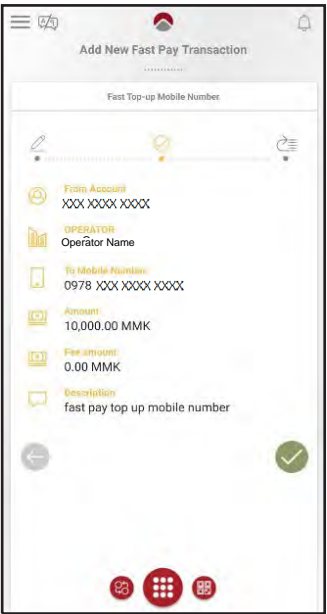 Add New Fast Pay Transaction
Fast Top-up Mobile Number
From Account
XXX XXXX XXXX
OPERATOR
Operator Name
To Mobile Number
0978 XXX XXXX XXXX
Amount
10,000.00 MMK
Fee amount
0.00 MMK
Description
fast pay top up mobile number